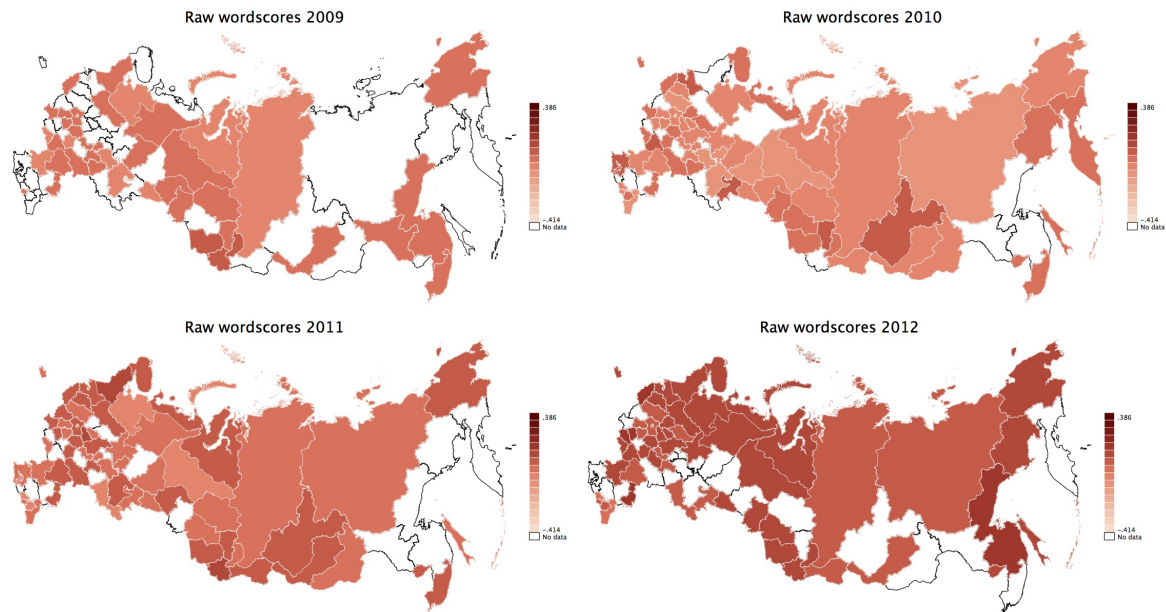 Raw wordscores 2009
.386
-.414
No data
Raw wordscores 2010
.386
-.414
No data
Raw wordscores 2011
.386
-.414
No data
Raw wordscores 2012
.386
-.414
No data